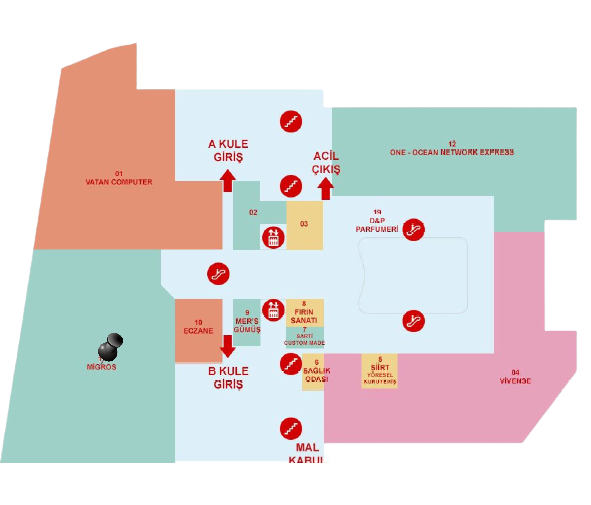 A KULE
GİRİŞ
ACİL
ÇIKIŞ
12
ONE - OCEAN NETWORK EXPRESS
01
VATAN COMPUTER
02
03
19
D&P
PARFUMERİ
8
FIRIN
SANATI
9
MER'S
GÜMÜŞ
10
ECZANE
7
SARTI
CUSTOM MADE
MİGROS
B KULE
GİRİŞ
6
SAĞLIK
ODASI
5
SİİRT
YÖRESEL
KURUYEMİŞ
04
VİVENSE
MAL
KABUL